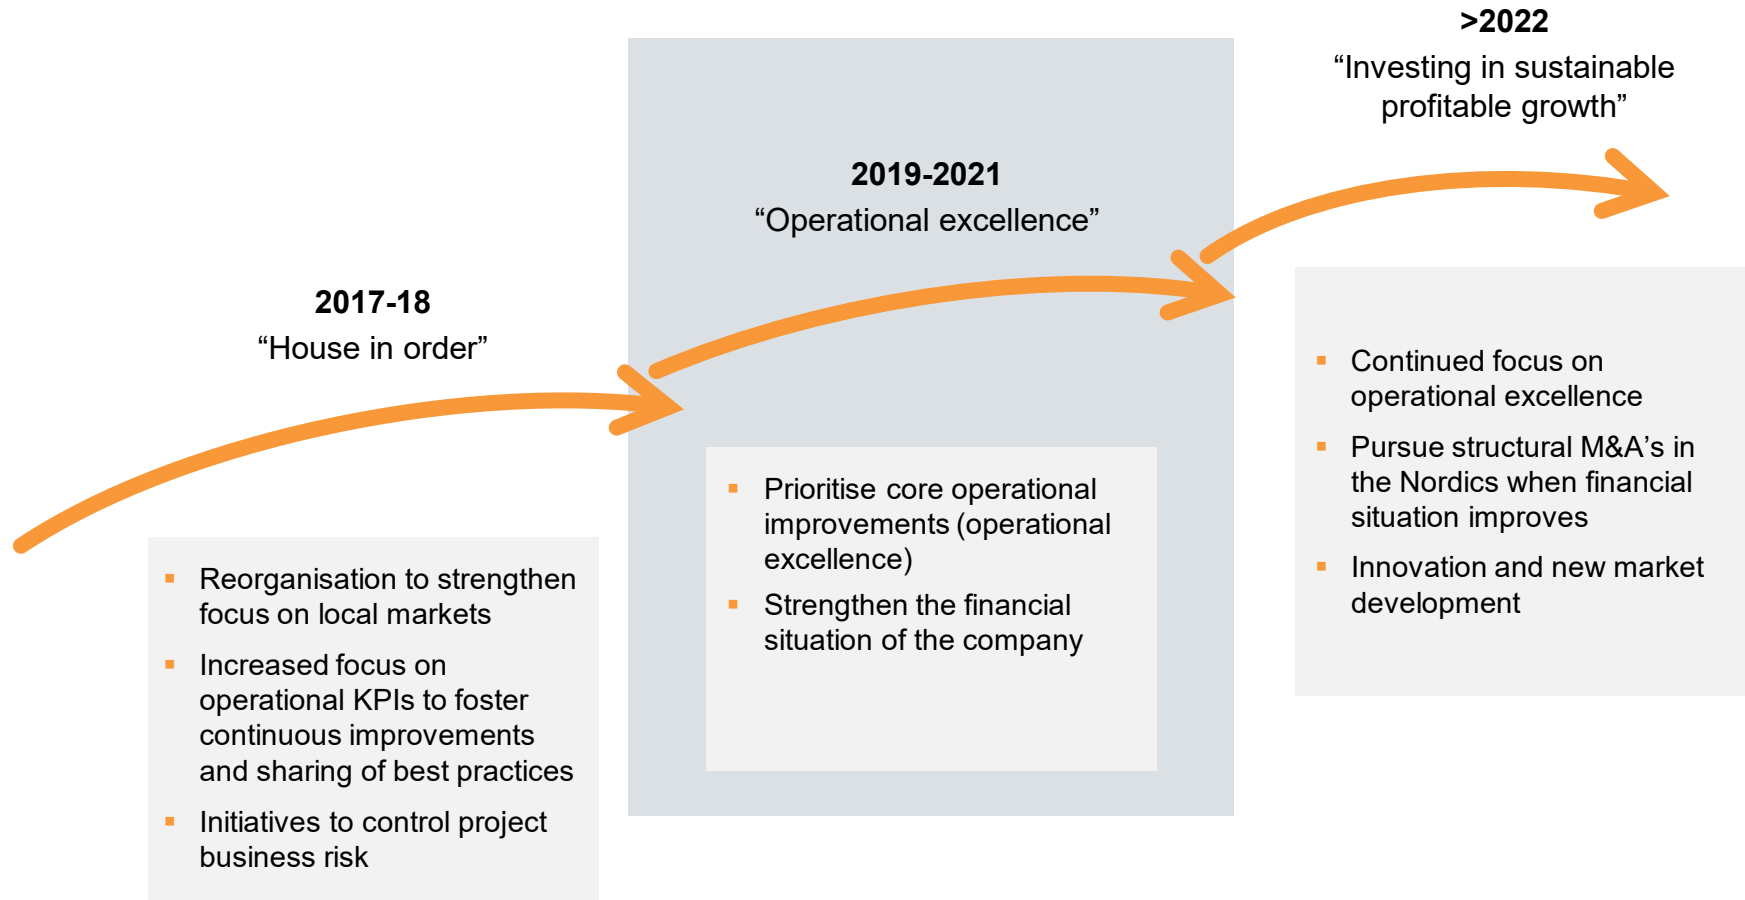 2017-18
“House in order”
Reorganisation to strengthen
focus on local markets
Increased focus on
operational KPIs to foster
continuous improvements
and sharing of best practices
Initiatives to control project
business risk
2019-2021
“Operational excellence”
Prioritise core operational
improvements (operational
excellence)
Strengthen the financial
situation of the company
>2022
“Investing in sustainable
profitable growth”
Continued focus on
operational excellence
Pursue structural M&A’s in
the Nordics when financial
situation improves
Innovation and new market
development